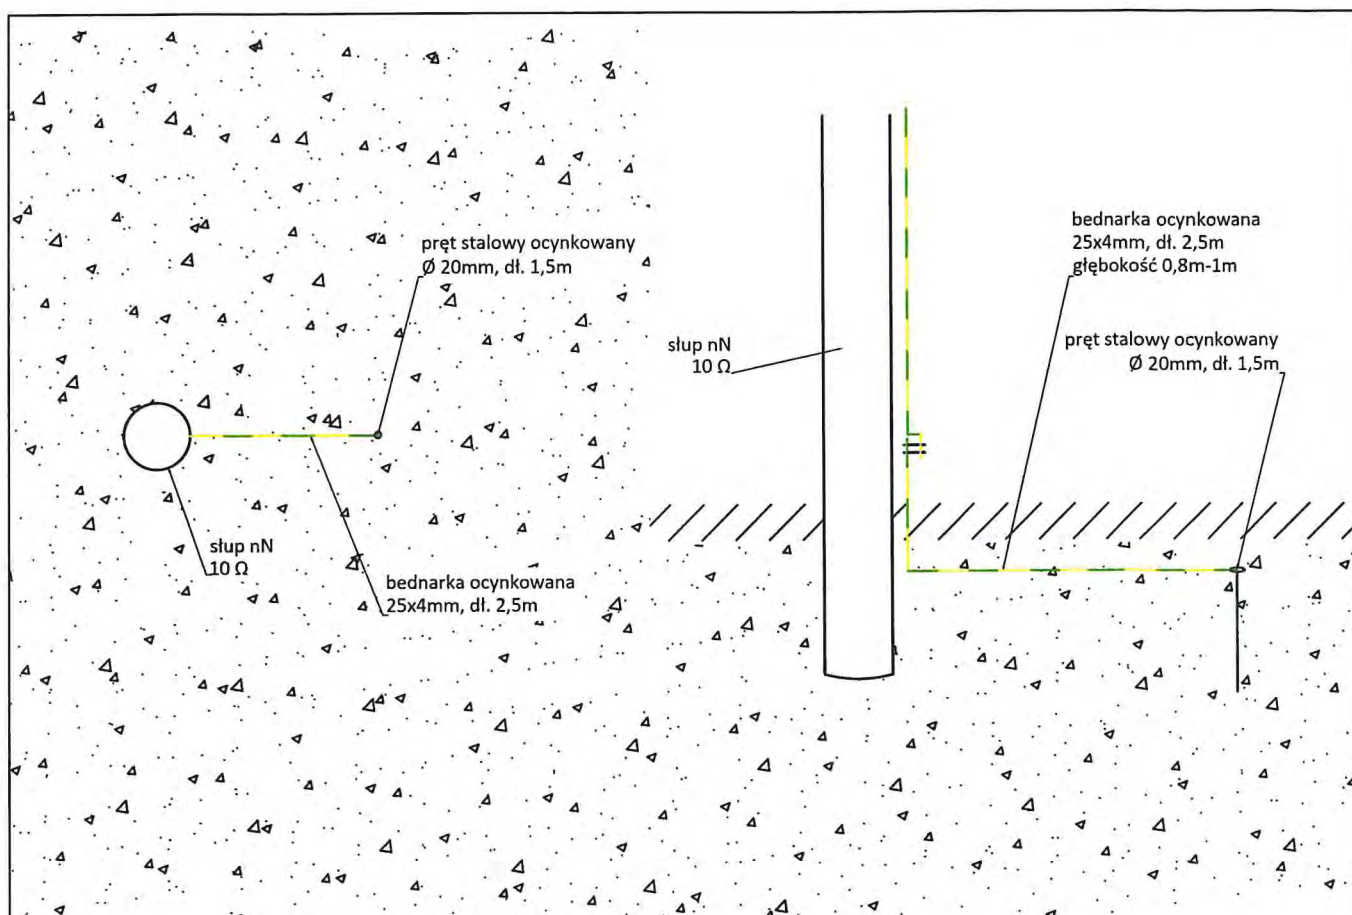 pręt stalowy ocynkowany
Ø 20mm, dł. 1,5m
słup nN
10 Ω
bednarka ocynkowana
25x4mm, dł. 2,5m
bednarka ocynkowana
25x4mm, dł. 2,5m
głębokość 0,8m-1m
słup nN
10 Ω
pręt stalowy ocynkowany
Ø 20mm, dł. 1,5m